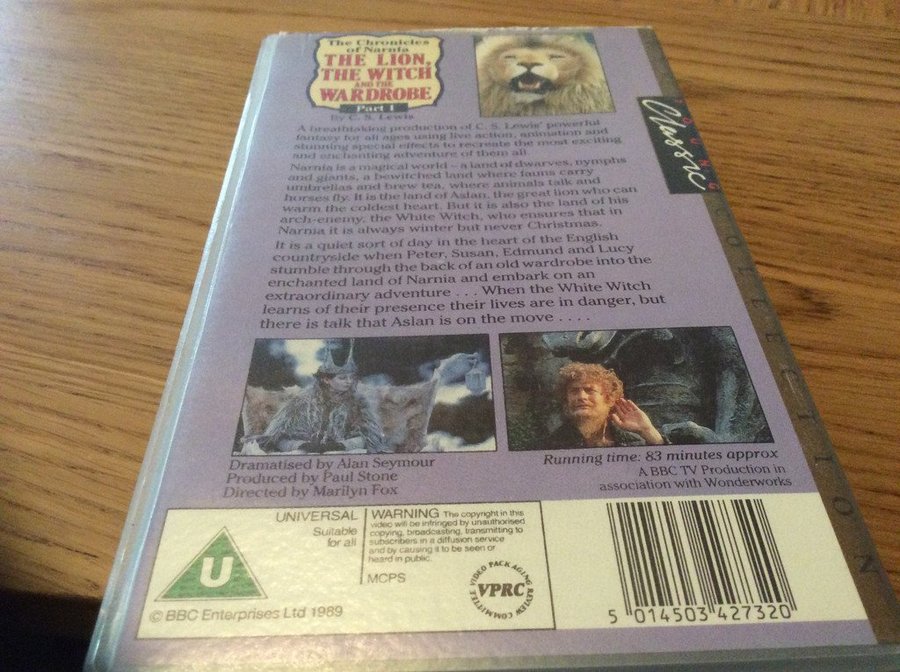 The Chronicles
of Narnia
THE LION,
THE WITCH
AND THE
WARDROBE
Part 1
By C. S. Lewis
A breathtaking production of C. S. Lewis' powerful
fantasy for all ages using live action, animation and
stunning special effects to recreate the most exciting
and enchanting adventure of them all.
Narnia is a magical world – a land of dwarves, nymphs
and giants, a bewitched land where fauns carry
umbrellas and brew tea, where animals talk and
horses fly. It is the land of Aslan, the great lion who can
warm the coldest heart. But it is also the land of his
arch-enemy, the White Witch, who ensures that in
Narnia it is always winter but never Christmas.
It is a quiet sort of day in the heart of the English
countryside when Peter, Susan, Edmund and Lucy
stumble through the back of an old wardrobe into the
enchanted land of Narnia and embark on an
extraordinary adventure . . . When the White Witch
learns of their presence their lives are in danger, but
there is talk that Aslan is on the move . . . .
YOUNG
Classic
COLLECTION
Dramatised by Alan Seymour
Produced by Paul Stone
Directed by Marilyn Fox
Running time: 83 minutes approx
A BBC TV Production in
association with Wonderworks
UNIVERSAL
Suitable
for all
U
© BBC Enterprises Ltd 1989
WARNING The copyright in this
video will be infringed by unauthorised
copying, broadcasting, transmitting to
subscribers in a diffusion service
and by causing it to be seen or
heard in public.
MCPS
VIDEO PACKAGING
REVIEW
COMMITTEE
VPRC
5 014503 427320